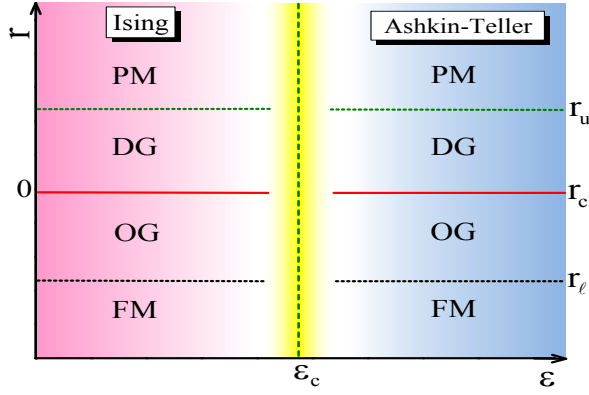 r
Ising Ashkin-Teller
PM PM
r_u
DG DG
0 r_c
OG OG
r_ℓ
FM FM
ε_c ε